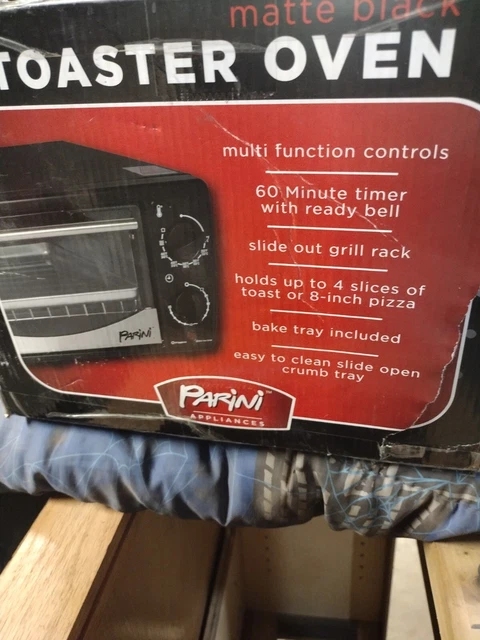 matte black
TOASTER OVEN
multi function controls
60 Minute timer
with ready bell
slide out grill rack
holds up to 4 slices of
toast or 8-inch pizza
bake tray included
easy to clean slide open
crumb tray
PARINI
PARINI™
APPLIANCES